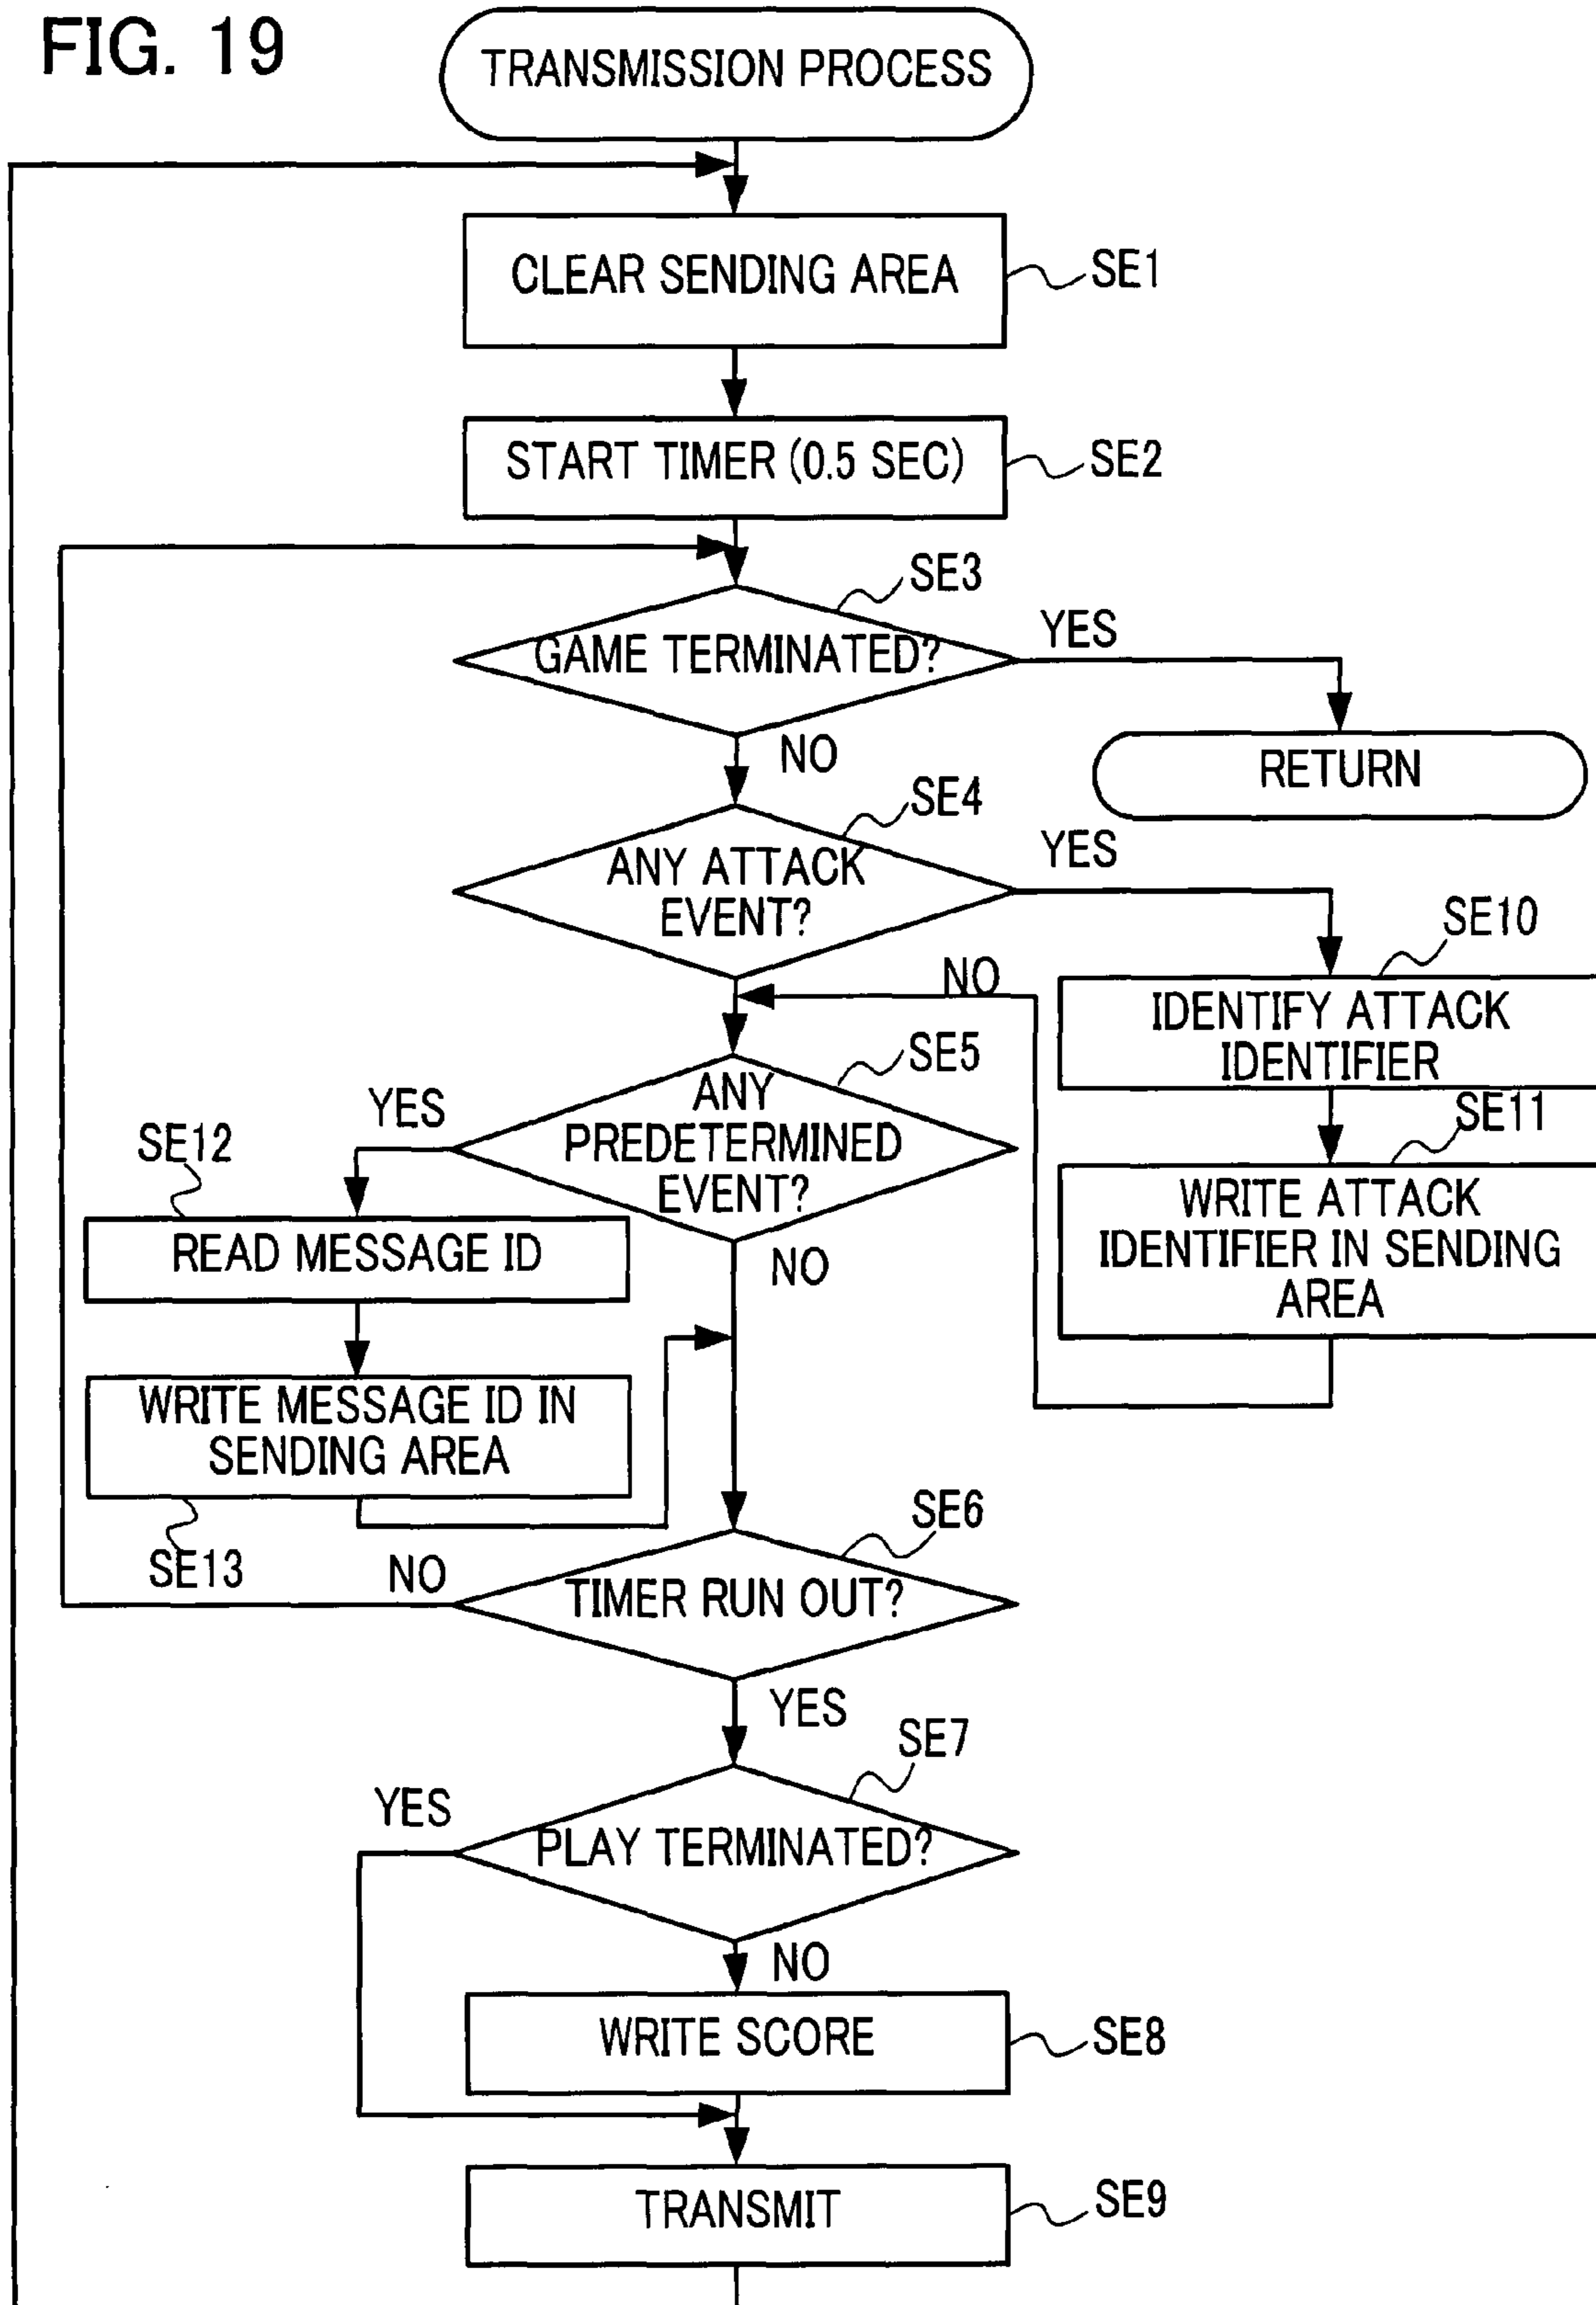 FIG. 19
TRANSMISSION PROCESS
CLEAR SENDING AREA
SE1
START TIMER (0.5 SEC)
SE2
SE3
GAME TERMINATED?
YES
NO
RETURN
SE4
ANY ATTACK
EVENT?
YES
NO
SE10
IDENTIFY ATTACK
IDENTIFIER
SE11
WRITE ATTACK
IDENTIFIER IN SENDING
AREA
SE5
ANY
PREDETERMINED
EVENT?
YES
NO
SE12
READ MESSAGE ID
WRITE MESSAGE ID IN
SENDING AREA
SE13
SE6
TIMER RUN OUT?
NO
YES
SE7
PLAY TERMINATED?
YES
NO
WRITE SCORE
SE8
TRANSMIT
SE9